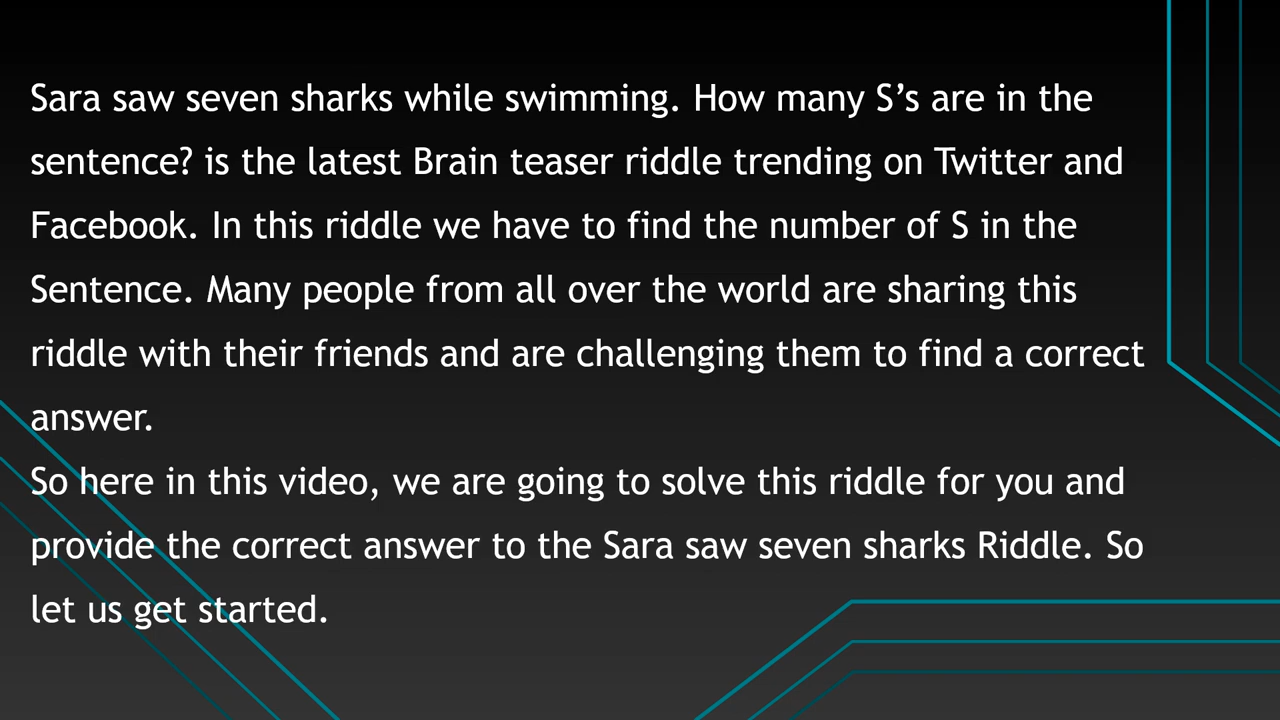 Sara saw seven sharks while swimming. How many S’s are in the
sentence? is the latest Brain teaser riddle trending on Twitter and
Facebook. In this riddle we have to find the number of S in the
Sentence. Many people from all over the world are sharing this
riddle with their friends and are challenging them to find a correct
answer.
So here in this video, we are going to solve this riddle for you and
provide the correct answer to the Sara saw seven sharks Riddle. So
let us get started.